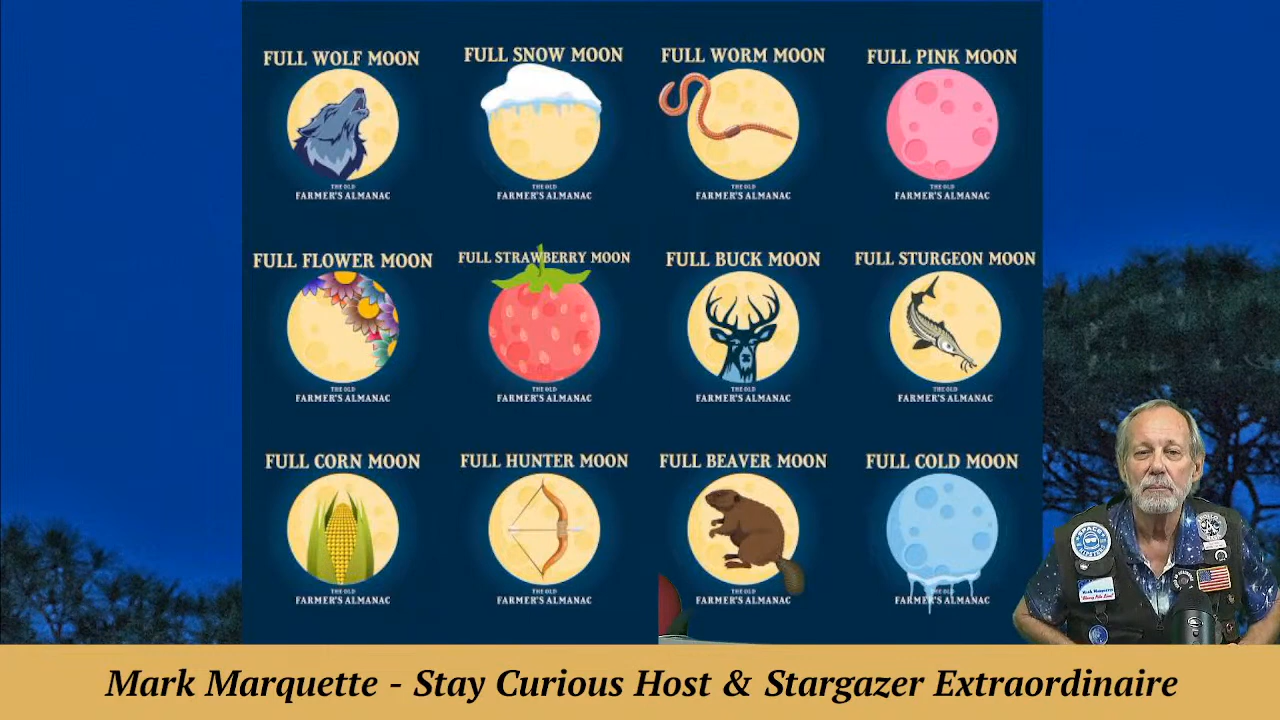 FULL WOLF MOON
THE OLD
FARMER'S ALMANAC
FULL SNOW MOON
THE OLD
FARMER'S ALMANAC
FULL WORM MOON
THE OLD
FARMER'S ALMANAC
FULL PINK MOON
THE OLD
FARMER'S ALMANAC
FULL FLOWER MOON
THE OLD
FARMER'S ALMANAC
FULL STRAWBERRY MOON
THE OLD
FARMER'S ALMANAC
FULL BUCK MOON
THE OLD
FARMER'S ALMANAC
FULL STURGEON MOON
THE OLD
FARMER'S ALMANAC
FULL CORN MOON
THE OLD
FARMER'S ALMANAC
FULL HUNTER MOON
THE OLD
FARMER'S ALMANAC
FULL BEAVER MOON
THE OLD
FARMER'S ALMANAC
FULL COLD MOON
THE OLD
FARMER'S ALMANAC
SPACE
Mark Marquette
Mark Marquette - Stay Curious Host & Stargazer Extraordinaire